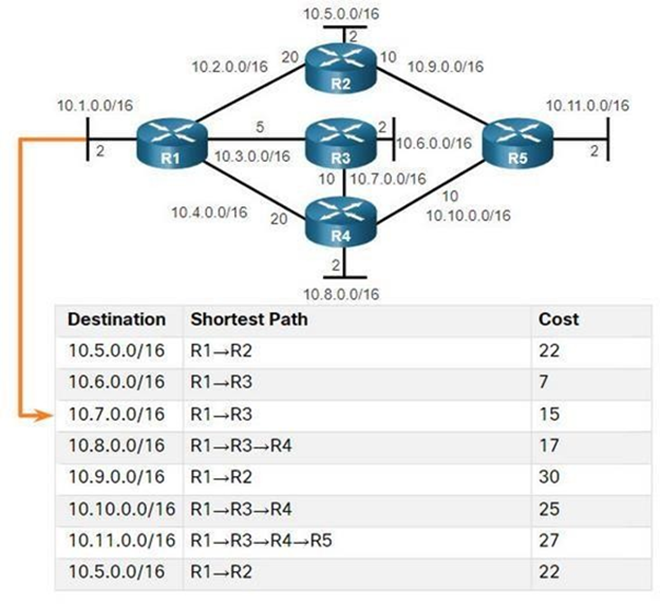 10.5.0.0/16
2
10.2.0.0/16 20 10 10.9.0.0/16
R2
10.1.0.0/16 10.11.0.0/16
5 2
2 R1 10.3.0.0/16 R3 10.6.0.0/16 R5 2
10 10.7.0.0/16
10
10.4.0.0/16 20 10.10.0.0/16
R4
2
10.8.0.0/16
Destination Shortest Path Cost
10.5.0.0/16 R1→R2 22
10.6.0.0/16 R1→R3 7
10.7.0.0/16 R1→R3 15
10.8.0.0/16 R1→R3→R4 17
10.9.0.0/16 R1→R2 30
10.10.0.0/16 R1→R3→R4 25
10.11.0.0/16 R1→R3→R4→R5 27
10.5.0.0/16 R1→R2 22